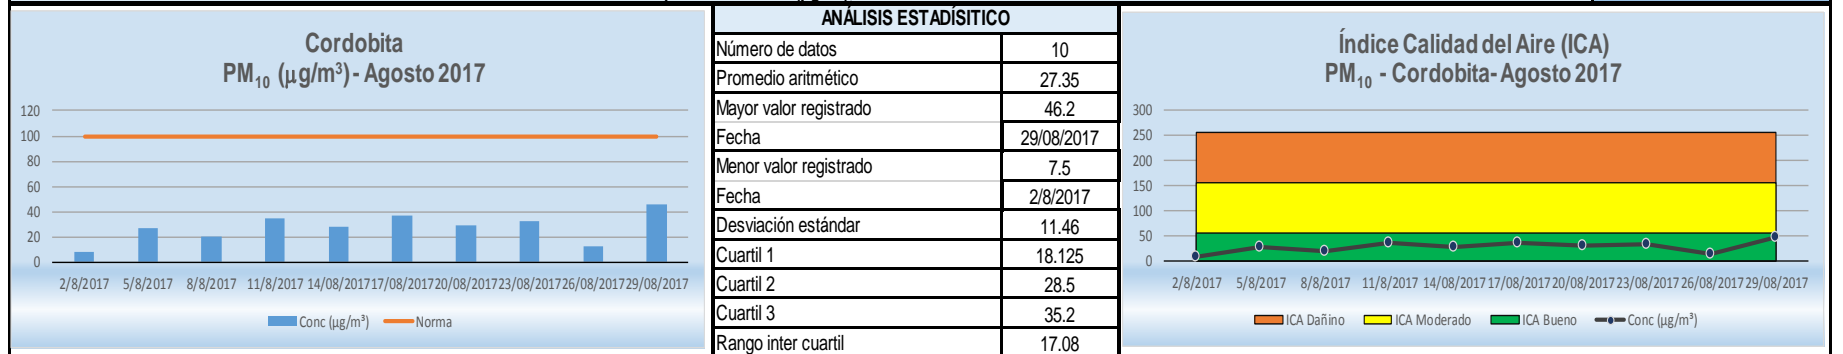 Cordobita
PM₁₀ (µg/m³) - Agosto 2017
120
100
80
60
40
20
0
2/8/2017 5/8/2017 8/8/2017 11/8/2017 14/08/2017 17/08/2017 20/08/2017 23/08/2017 26/08/2017 29/08/2017
Conc (µg/m³) Norma
ANÁLISIS ESTADÍSITICO
Número de datos 10
Promedio aritmético 27.35
Mayor valor registrado 46.2
Fecha 29/08/2017
Menor valor registrado 7.5
Fecha 2/8/2017
Desviación estándar 11.46
Cuartil 1 18.125
Cuartil 2 28.5
Cuartil 3 35.2
Rango inter cuartil 17.08
Índice Calidad del Aire (ICA)
PM₁₀ - Cordobita- Agosto 2017
300
250
200
150
100
50
0
2/8/2017 5/8/2017 8/8/2017 11/8/2017 14/08/2017 17/08/2017 20/08/2017 23/08/2017 26/08/2017 29/08/2017
ICA Dañino ICA Moderado ICA Bueno Conc (µg/m³)